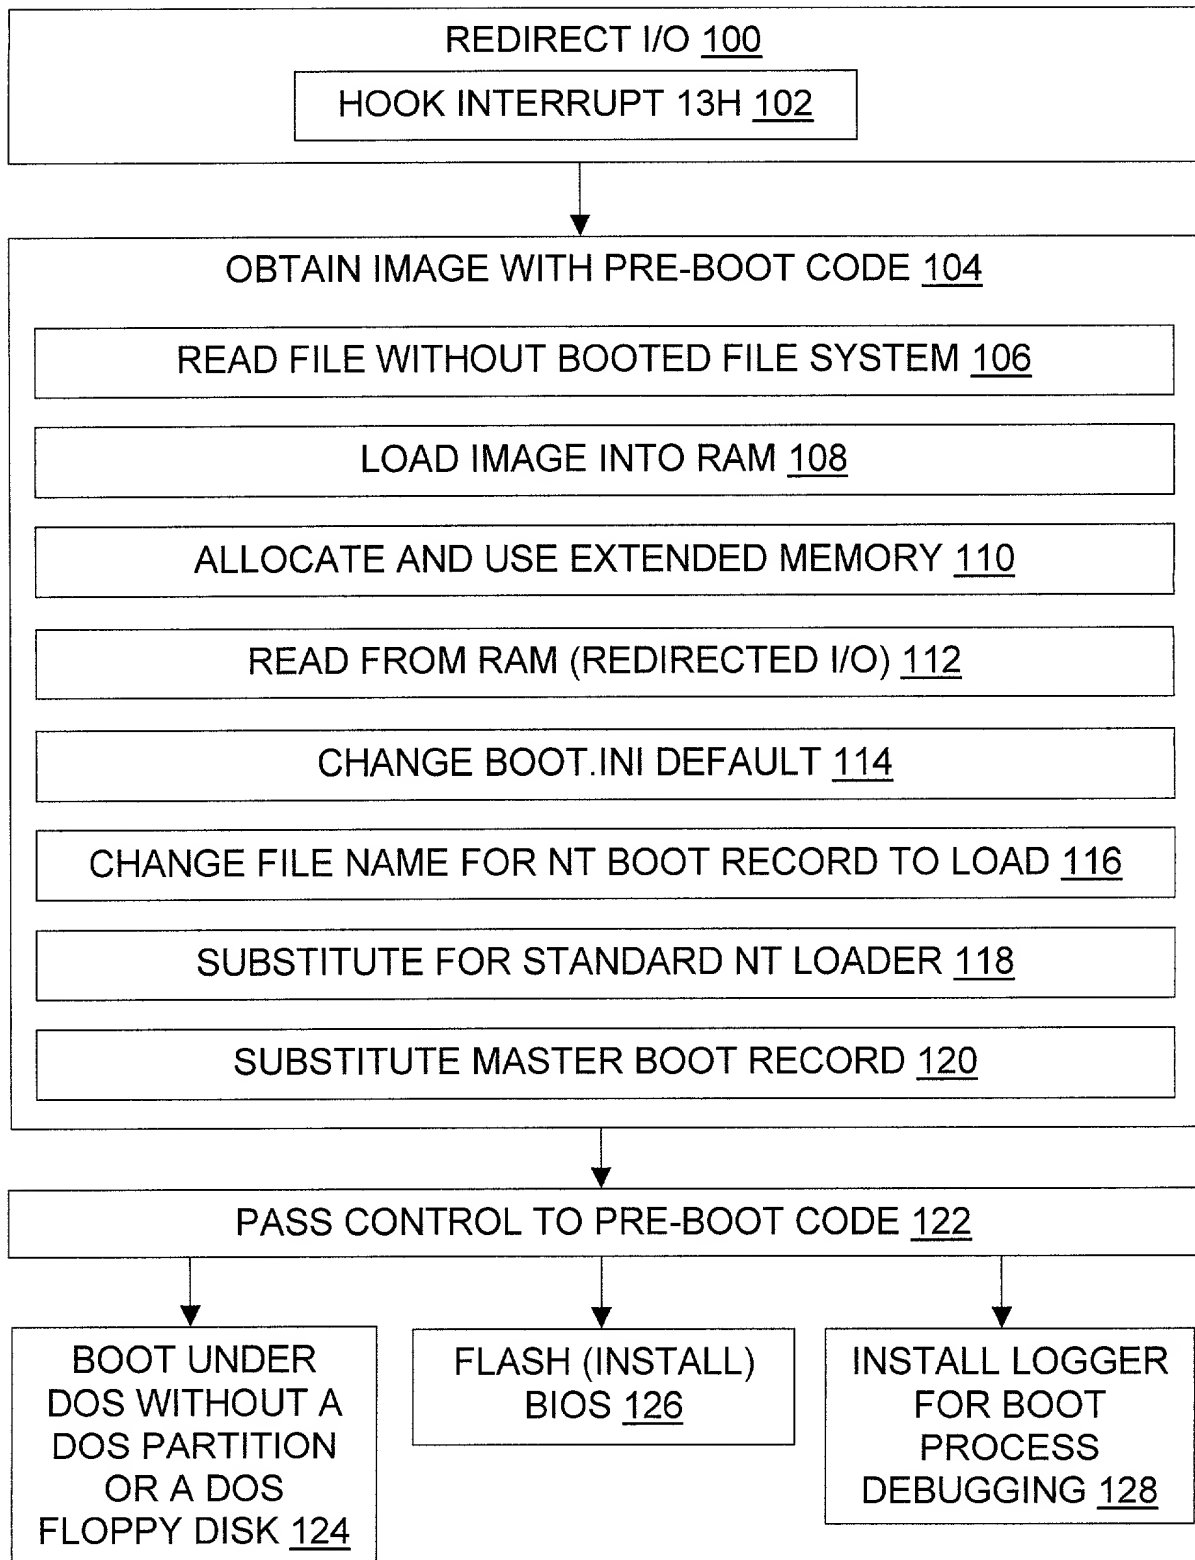 REDIRECT I/O 100
HOOK INTERRUPT 13H 102
OBTAIN IMAGE WITH PRE-BOOT CODE 104
READ FILE WITHOUT BOOTED FILE SYSTEM 106
LOAD IMAGE INTO RAM 108
ALLOCATE AND USE EXTENDED MEMORY 110
READ FROM RAM (REDIRECTED I/O) 112
CHANGE BOOT.INI DEFAULT 114
CHANGE FILE NAME FOR NT BOOT RECORD TO LOAD 116
SUBSTITUTE FOR STANDARD NT LOADER 118
SUBSTITUTE MASTER BOOT RECORD 120
PASS CONTROL TO PRE-BOOT CODE 122
BOOT UNDER
DOS WITHOUT A
DOS PARTITION
OR A DOS
FLOPPY DISK 124
FLASH (INSTALL)
BIOS 126
INSTALL LOGGER
FOR BOOT
PROCESS
DEBUGGING 128